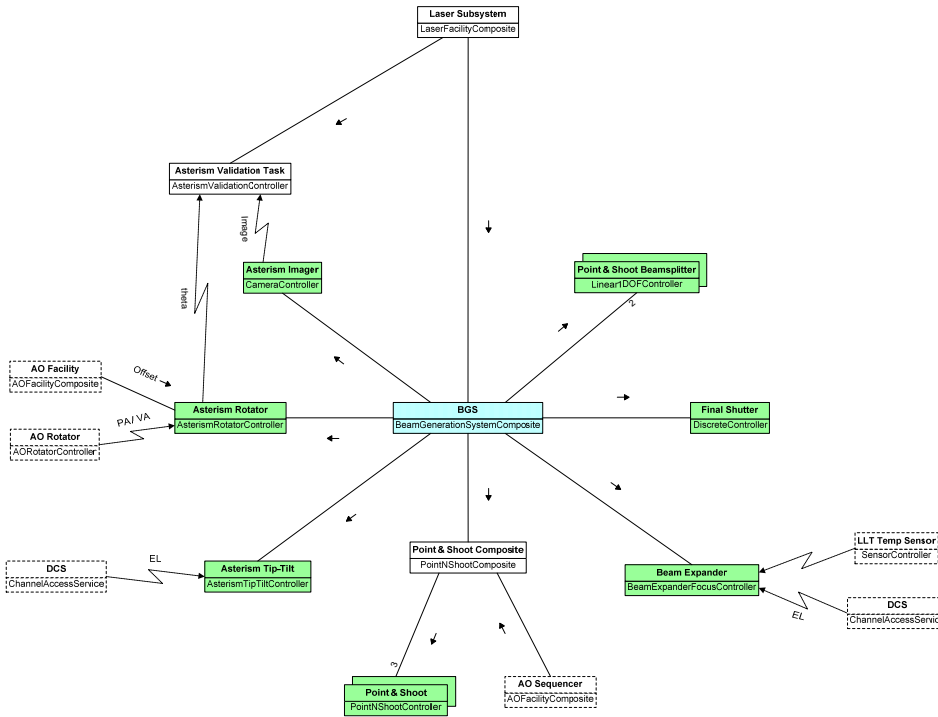 Laser Subsystem
LaserFacilityComposite
Asterism Validation Task
AsterismValidationController
Image
theta
Asterism Imager
CameraController
Point & Shoot Beamsplitter
Linear1DOFController
2
AO Facility
AOFacilityComposite
Offset
Asterism Rotator
AsterismRotatorController
BGS
BeamGenerationSystemComposite
Final Shutter
DiscreteController
PA / VA
AO Rotator
AORotatorController
DCS
ChannelAccessService
EL
Asterism Tip-Tilt
AsterismTipTiltController
Point & Shoot Composite
PointNShootComposite
Beam Expander
BeamExpanderFocusController
LLT Temp Sensor
SensorController
DCS
ChannelAccessServic
EL
3
Point & Shoot
PointNShootController
AO Sequencer
AOFacilityComposite